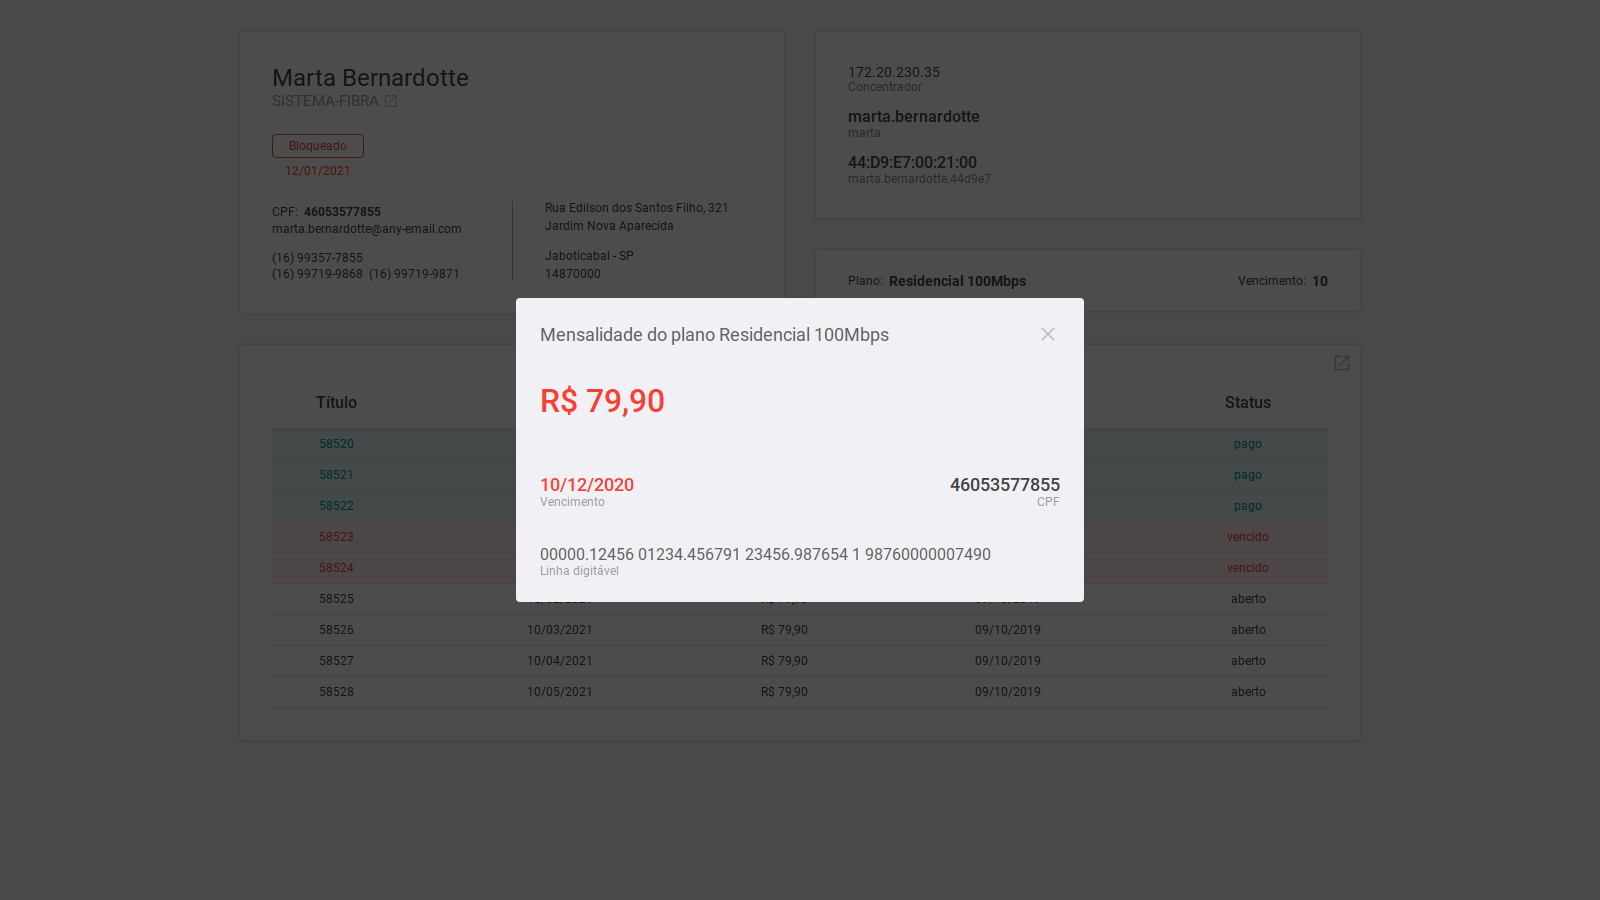 Marta Bernardotte
SISTEMA-FIBRA
Bloqueado
12/01/2021
CPF: 46053577855
marta.bernardotte@any-email.com
(16) 99357-7855
(16) 99719-9868 (16) 99719-9871
Rua Edilson dos Santos Filho, 321
Jardim Nova Aparecida
Jaboticabal - SP
14870000
172.20.230.35
Concentrador
marta.bernardotte
marta
44:D9:E7:00:21:00
marta.bernardotte.44d9e7
Plano: Residencial 100Mbps Vencimento: 10
Mensalidade do plano Residencial 100Mbps
R$ 79,90
10/12/2020
Vencimento
46053577855
CPF
00000.12456 01234.456791 23456.987654 1 98760000007490
Linha digitável
Título Status
58520 pago
58521 pago
58522 pago
58523 vencido
58524 vencido
58525 aberto
58526 10/03/2021 R$ 79,90 09/10/2019 aberto
58527 10/04/2021 R$ 79,90 09/10/2019 aberto
58528 10/05/2021 R$ 79,90 09/10/2019 aberto